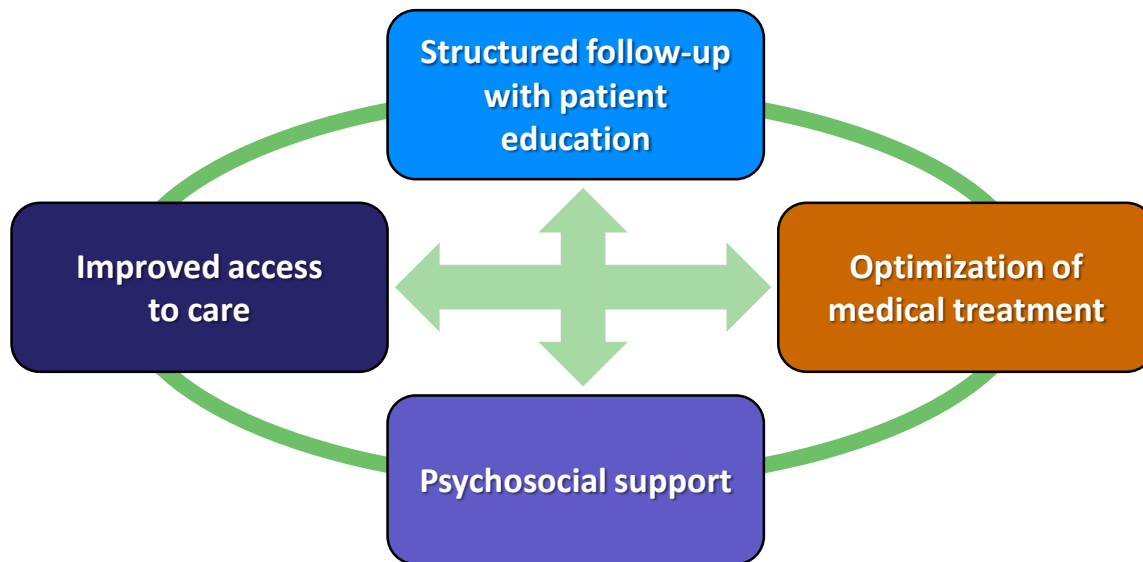 Structured follow-up
with patient
education
Improved access
to care
Optimization of
medical treatment
Psychosocial support